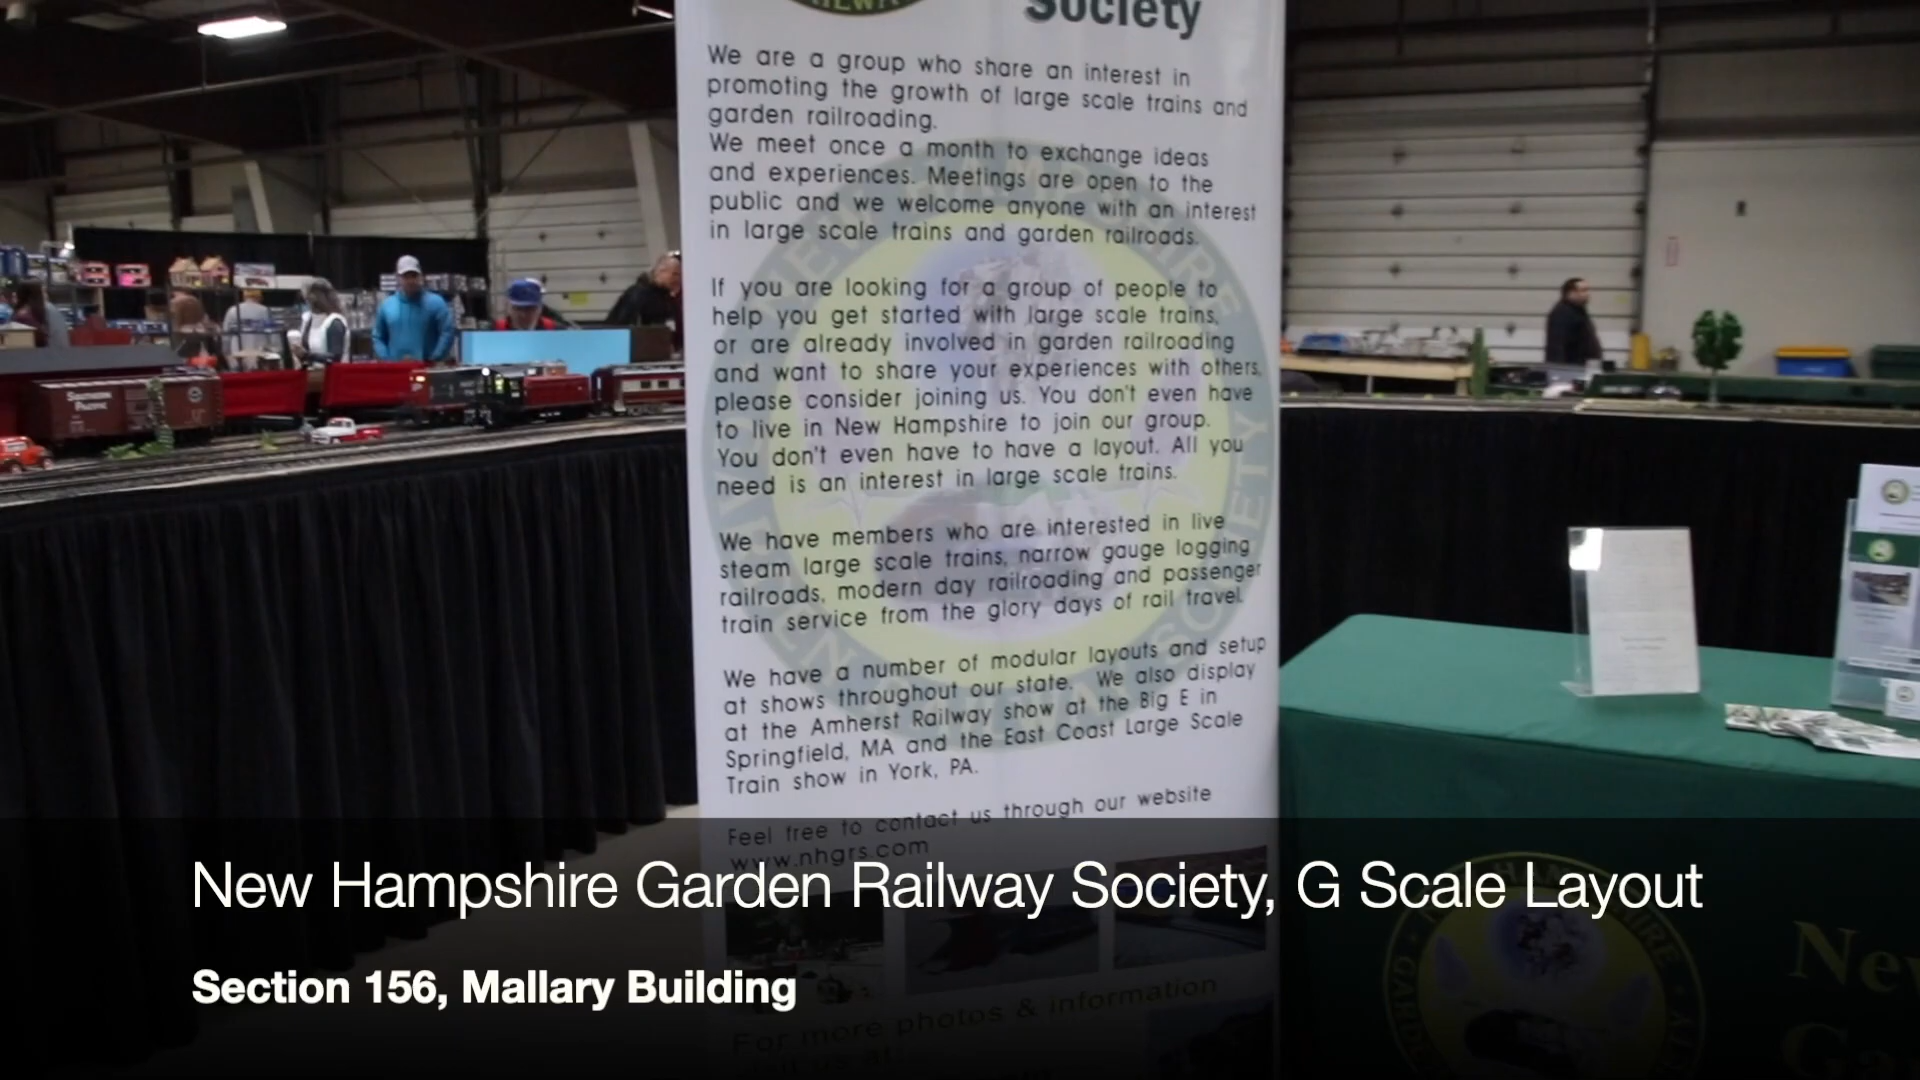 Society
We are a group who share an interest in
promoting the growth of large scale trains and
garden railroading.
We meet once a month to exchange ideas
and experiences. Meetings are open to the
public and we welcome anyone with an interest
in large scale trains and garden railroads.
If you are looking for a group of people to
help you get started with large scale trains,
or are already involved in garden railroading
and want to share your experiences with others,
please consider joining us. You don't even have
to live in New Hampshire to join our group.
You don't even have to have a layout. All you
need is an interest in large scale trains.
We have members who are interested in live
steam large scale trains, narrow gauge logging
railroads, modern day railroading and passenger
train service from the glory days of rail travel.
We have a number of modular layouts and setup
at shows throughout our state. We also display
at the Amherst Railway show at the Big E in
Springfield, MA and the East Coast Large Scale
Train show in York, PA.
Feel free to contact us through our website
www.nhgrs.com
For more photos & information
SOUTHERN
PACIFIC
New Hampshire Garden Railway Society, G Scale Layout
Section 156, Mallary Building